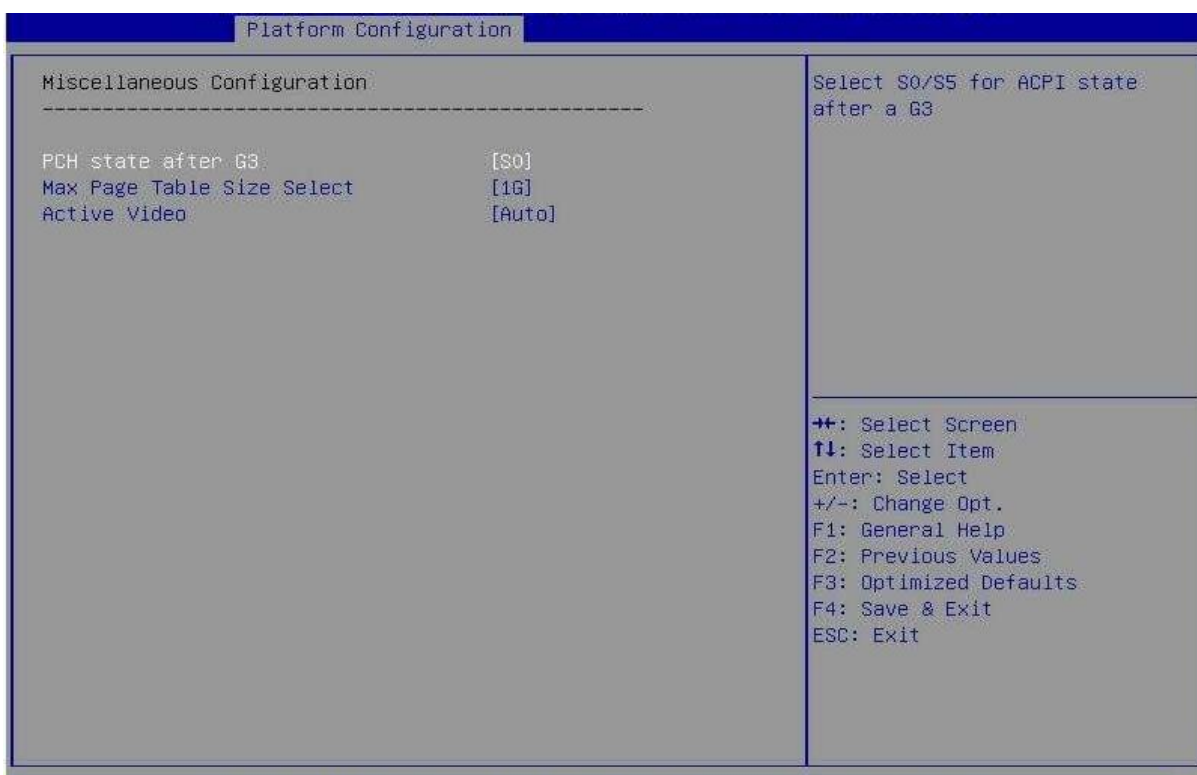 Platform Configuration
Miscellaneous Configuration
--------------------------------------------------
PCH state after G3 [S0]
Max Page Table Size Select [1G]
Active Video [Auto]
Select S0/S5 for ACPI state
after a G3
→←: Select Screen
↑↓: Select Item
Enter: Select
+/-: Change Opt.
F1: General Help
F2: Previous Values
F3: Optimized Defaults
F4: Save & Exit
ESC: Exit